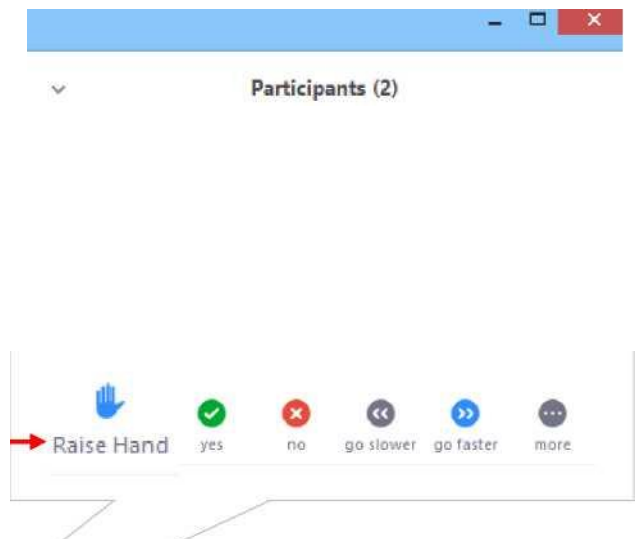 Participants (2)
Raise Hand
yes
no
go slower
go faster
more